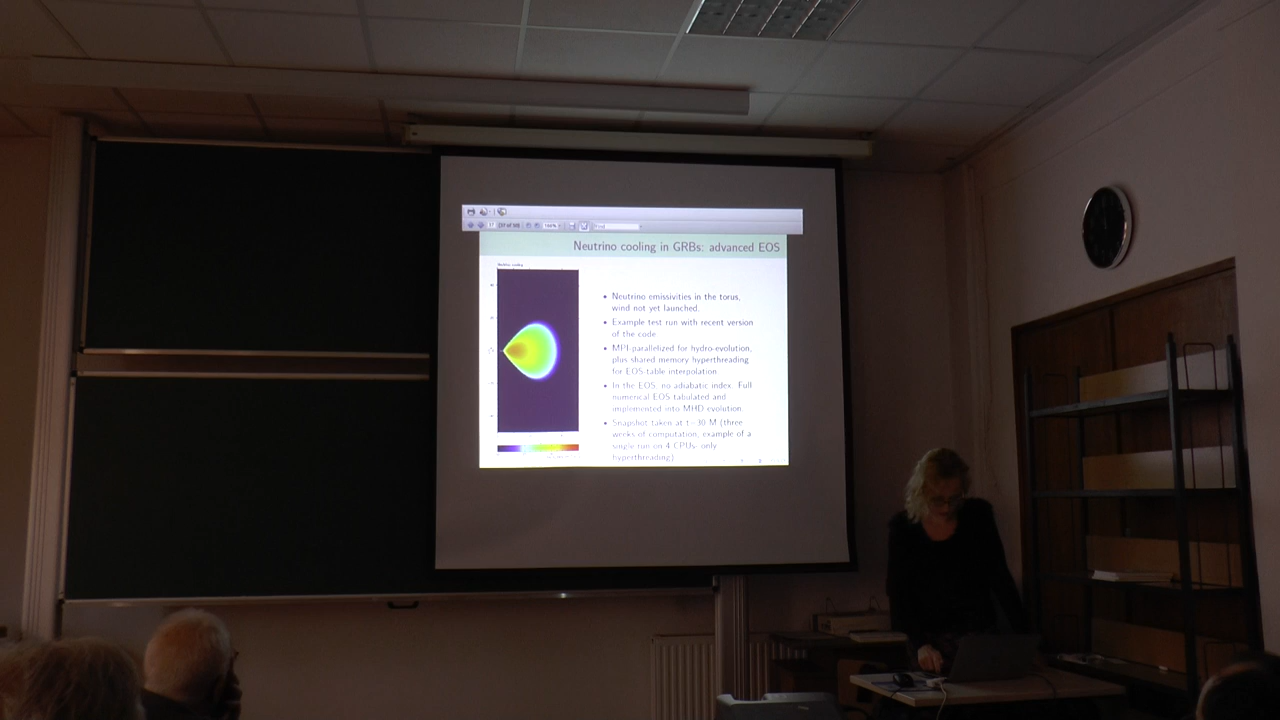 100%
Neutrino cooling in GRBs: advanced EOS
Neutrino cooling
• Neutrino emissivities in the torus,
wind not yet launched.
• Example test run with recent version
of the code
• MPI-parallelized for hydro-evolution,
plus shared memory hyperthreading
for EOS-table interpolation.
• In the EOS, no adiabatic index. Full
numerical EOS tabulated and
implemented into MHD evolution.
• Snapshot taken at t=30 M (three
weeks of computation, example of a
single run on 4 CPUs- only
hyperthreading)